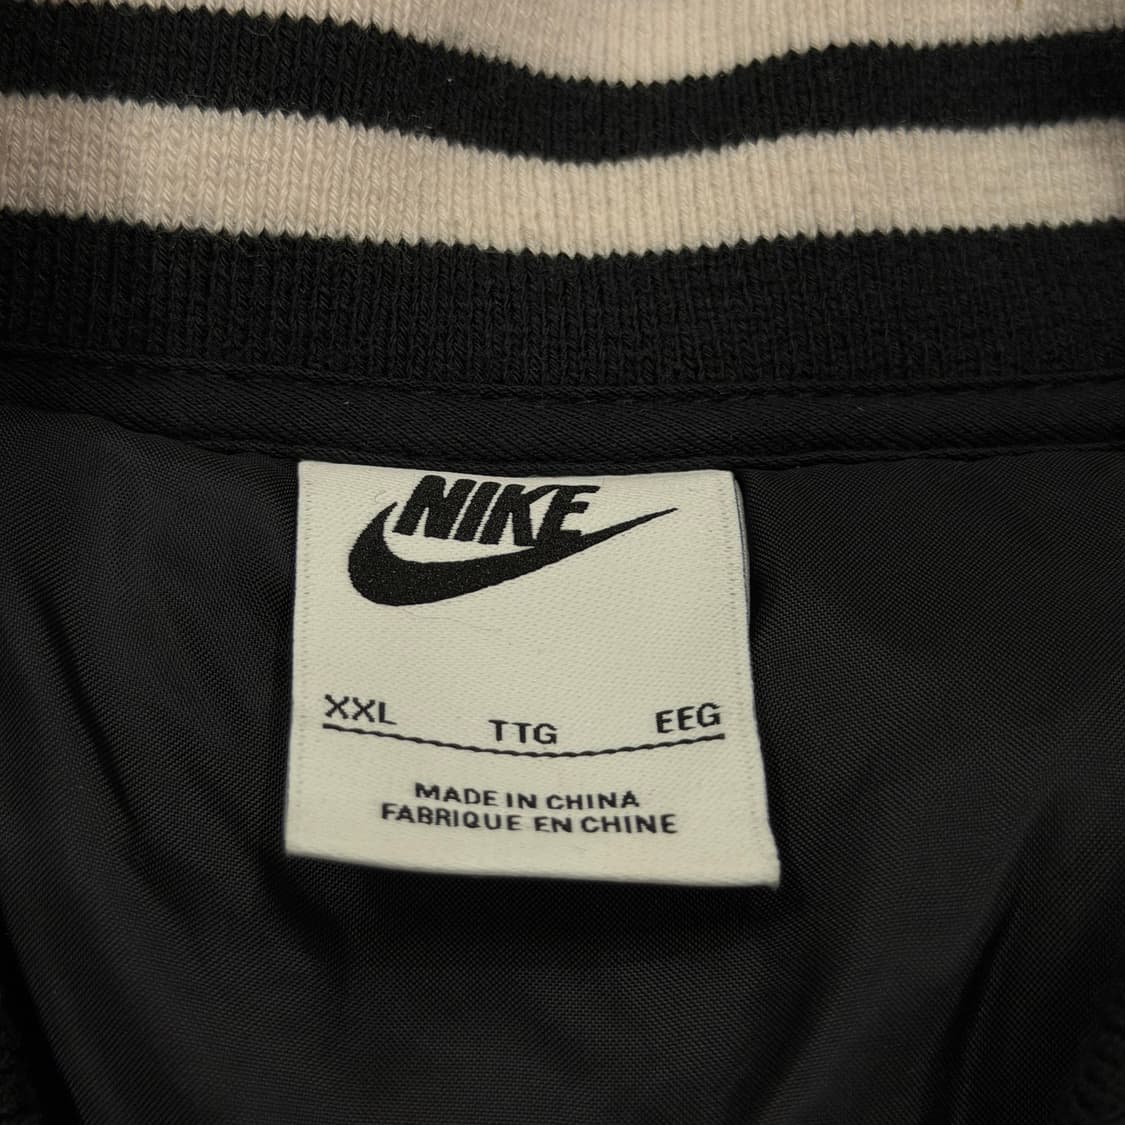 NIKE
XXL TTG EEG
MADE IN CHINA
FABRIQUE EN CHINE